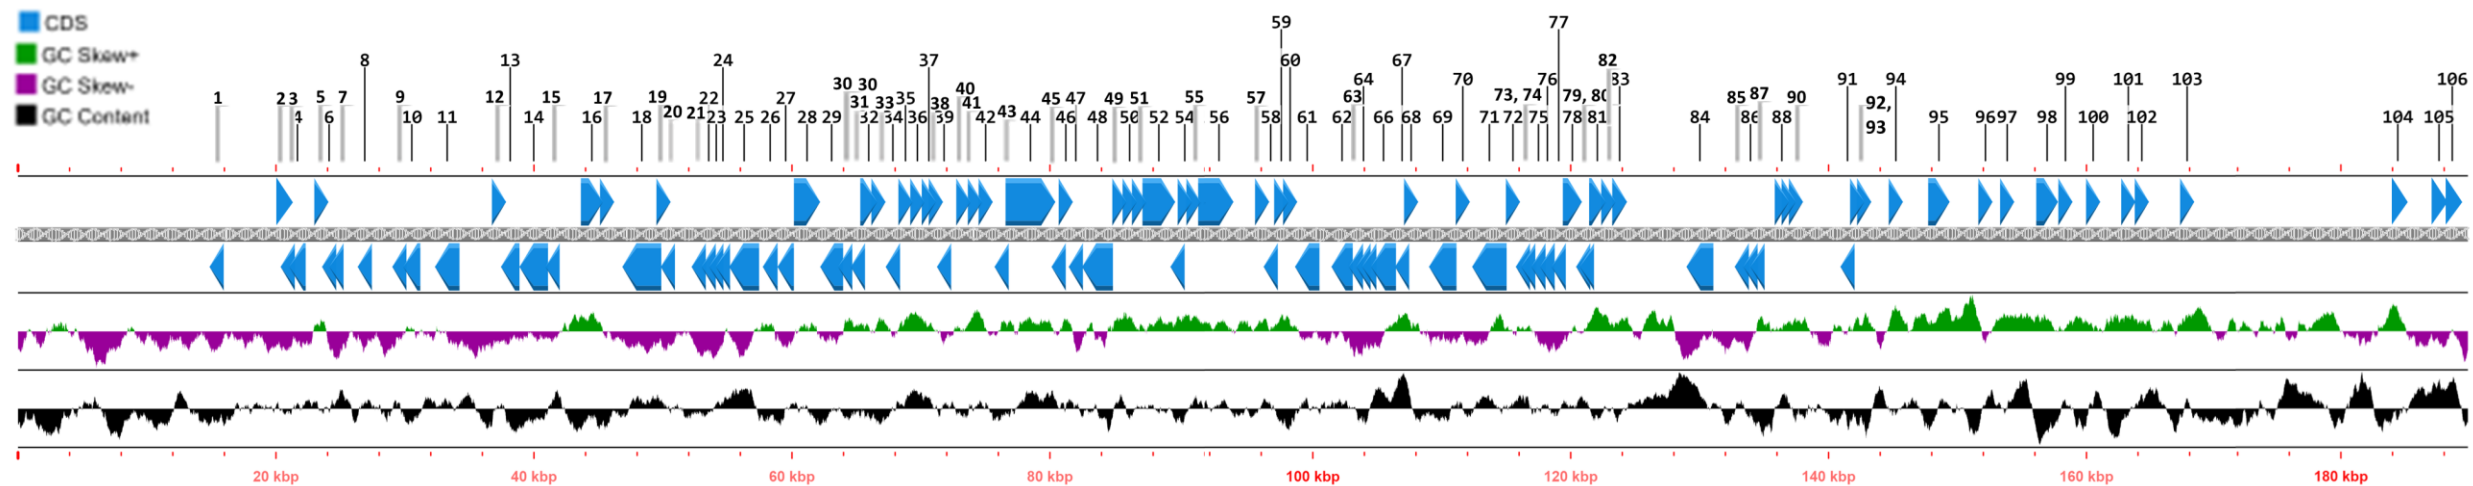 CDS
GC Skew+
GC Skew-
GC Content
59 77
8 13 24 37 60 67 82
30 30 40 64 70 73, 74 76 79, 80 83 91 94 99 101 103 106
1 2 3 5 7 9 12 15 17 19 22 27 31 33 35 38 41 45 47 49 51 55 57 63 85 87 90 92,
4 6 10 11 14 16 18 20 21 23 25 26 28 29 32 34 36 39 42 43 44 46 48 50 52 54 56 58 61 62 66 68 69 71 72 75 78 81 84 86 88 93 95 96 97 98 100 102 104 105
20 kbp 40 kbp 60 kbp 80 kbp 100 kbp 120 kbp 140 kbp 160 kbp 180 kbp